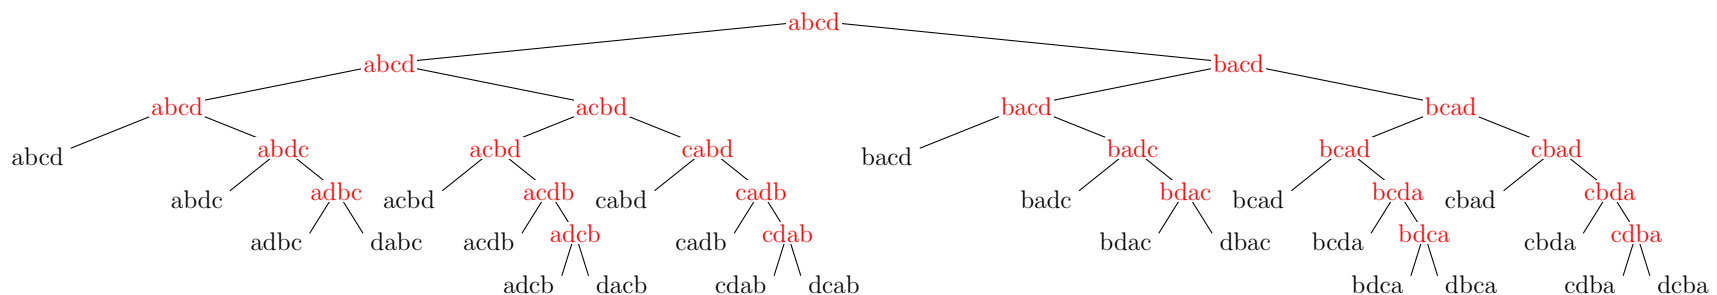 abcd
abcd bacd
abcd acbd bacd bcad
abcd abdc acbd cabd bacd badc bcad cbad
abdc adbc acbd acdb cabd cadb badc bdac bcad bcda cbad cbda
adbc dabc acdb adcb cadb cdab bdac dbac bcda bdca cbda cdba
adcb dacb cdab dcab bdca dbca cdba dcba